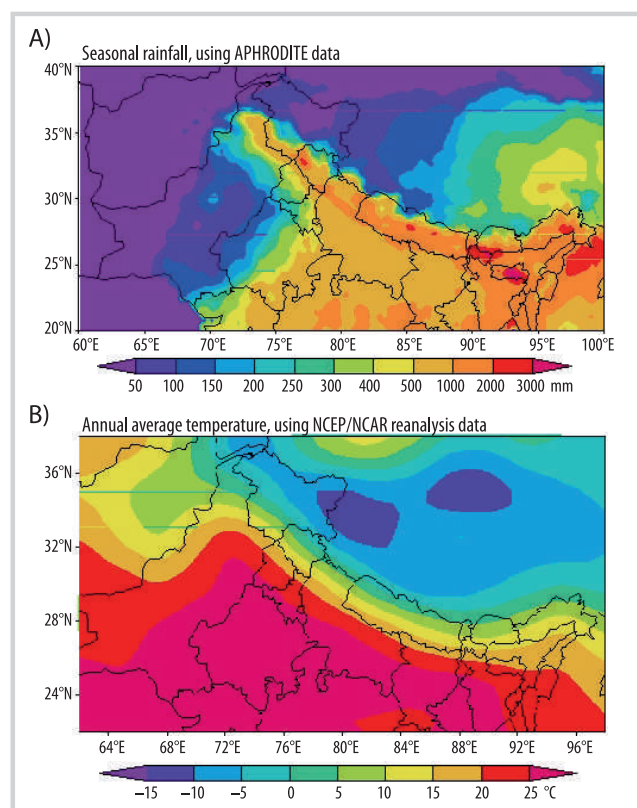 A)
Seasonal rainfall, using APHRODITE data
40°N
35°N
30°N
25°N
20°N
60°E 65°E 70°E 75°E 80°E 85°E 90°E 95°E 100°E
50 100 150 200 250 300 400 500 1000 2000 3000 mm
B)
Annual average temperature, using NCEP/NCAR reanalysis data
36°N
32°N
28°N
24°N
62°E 68°E 72°E 76°E 80°E 84°E 88°E 92°E 96°E
−15 −10 −5 0 5 10 15 20 25 °C